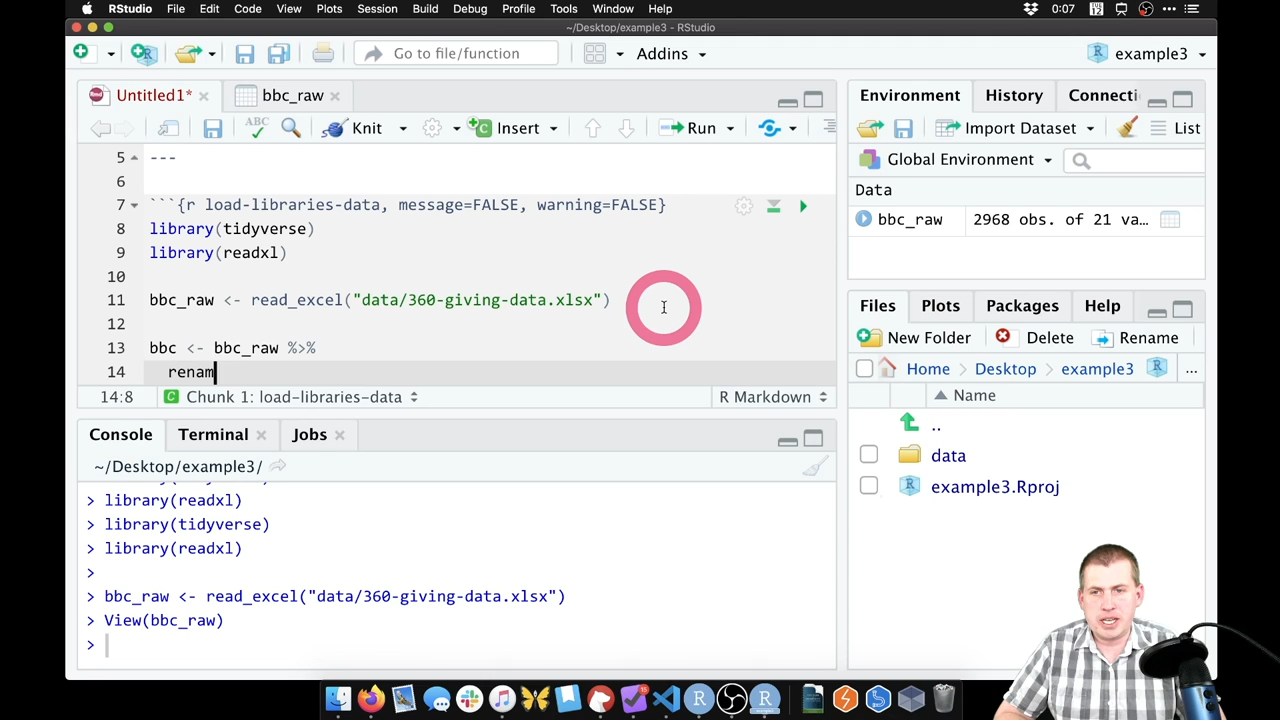 RStudio File Edit Code View Plots Session Build Debug Profile Tools Window Help 0:07 TUE 12
~/Desktop/example3 - RStudio
Go to file/function Addins example3
Untitled1* bbc_raw
ABC Knit Insert Run
5 ---
6
7 ```{r load-libraries-data, message=FALSE, warning=FALSE}
8 library(tidyverse)
9 library(readxl)
10
11 bbc_raw <- read_excel("data/360-giving-data.xlsx")
12
13 bbc <- bbc_raw %>%
14 renam
14:8 Chunk 1: load-libraries-data R Markdown
Console Terminal Jobs
~/Desktop/example3/
> library(readxl)
> library(tidyverse)
> library(readxl)
>
> bbc_raw <- read_excel("data/360-giving-data.xlsx")
> View(bbc_raw)
>
Environment History Connecti
Import Dataset List
Global Environment
Data
bbc_raw 2968 obs. of 21 va…
Files Plots Packages Help
New Folder Delete Rename
Home Desktop example3 ...
Name
..
data
example3.Rproj